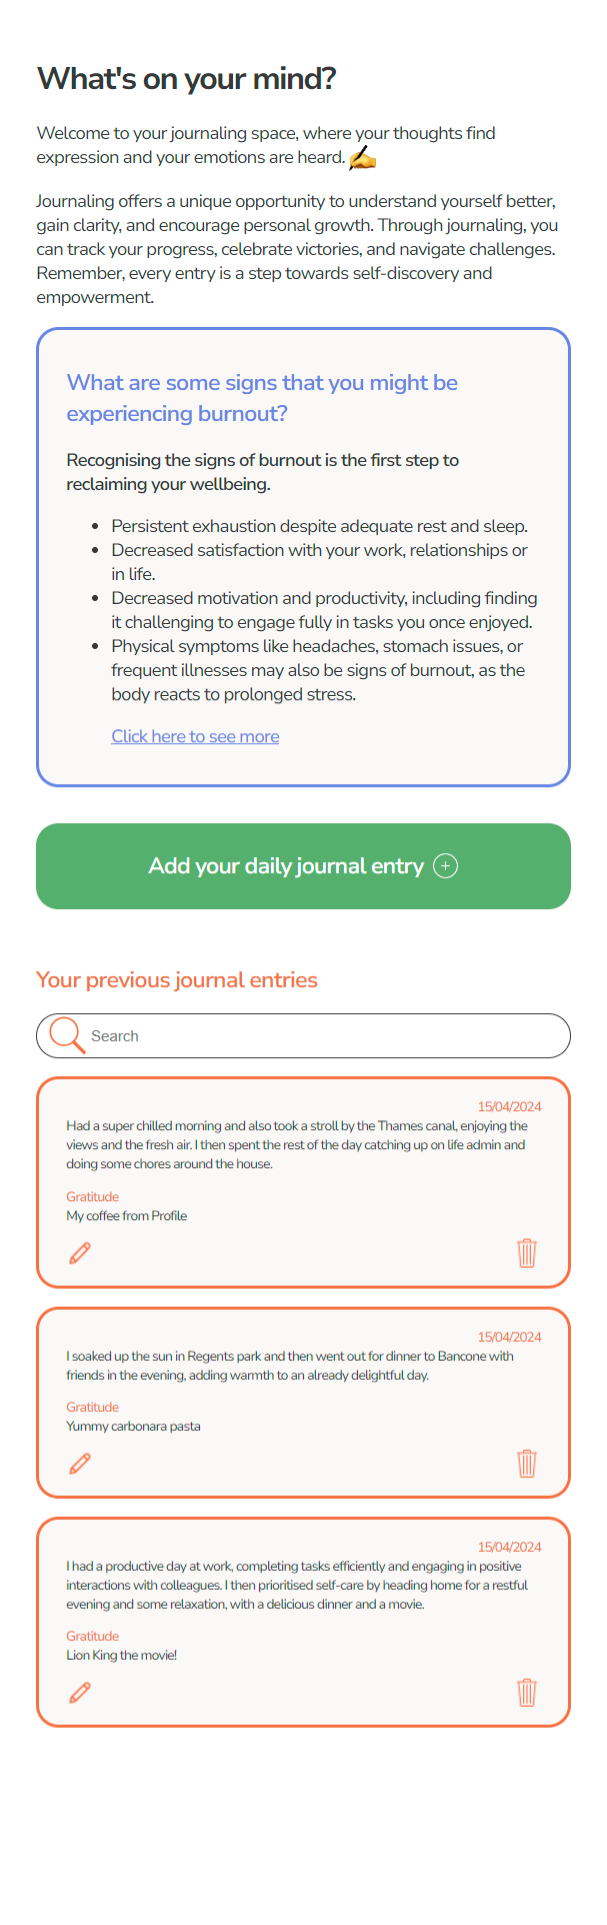 What's on your mind?
Welcome to your journaling space, where your thoughts find
expression and your emotions are heard. ✍️
Journaling offers a unique opportunity to understand yourself better,
gain clarity, and encourage personal growth. Through journaling, you
can track your progress, celebrate victories, and navigate challenges.
Remember, every entry is a step towards self-discovery and
empowerment.
What are some signs that you might be
experiencing burnout?
Recognising the signs of burnout is the first step to
reclaiming your wellbeing.
• Persistent exhaustion despite adequate rest and sleep.
• Decreased satisfaction with your work, relationships or
in life.
• Decreased motivation and productivity, including finding
it challenging to engage fully in tasks you once enjoyed.
• Physical symptoms like headaches, stomach issues, or
frequent illnesses may also be signs of burnout, as the
body reacts to prolonged stress.
Click here to see more
Add your daily journal entry
Your previous journal entries
Search
15/04/2024
Had a super chilled morning and also took a stroll by the Thames canal, enjoying the
views and the fresh air. I then spent the rest of the day catching up on life admin and
doing some chores around the house.
Gratitude
My coffee from Profile
15/04/2024
I soaked up the sun in Regents park and then went out for dinner to Bancone with
friends in the evening, adding warmth to an already delightful day.
Gratitude
Yummy carbonara pasta
15/04/2024
I had a productive day at work, completing tasks efficiently and engaging in positive
interactions with colleagues. I then prioritised self-care by heading home for a restful
evening and some relaxation, with a delicious dinner and a movie.
Gratitude
Lion King the movie!